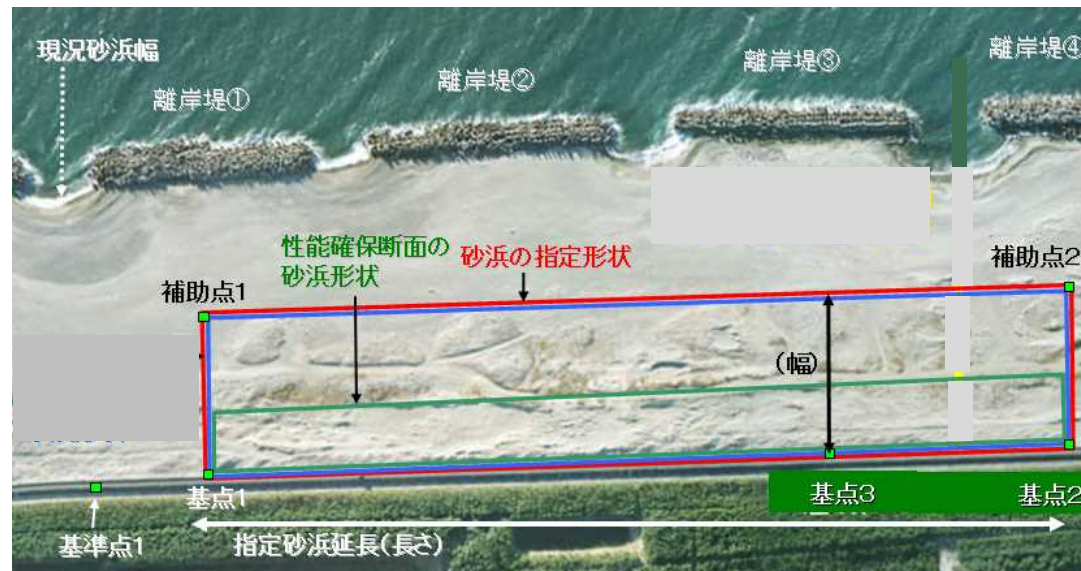 現況砂浜幅
離岸堤①
離岸堤②
離岸堤③
離岸堤④
性能確保断面の
砂浜形状
砂浜の指定形状
補助点1
補助点2
(幅)
基点1
基点3
基点2
基準点1
指定砂浜延長(長さ)